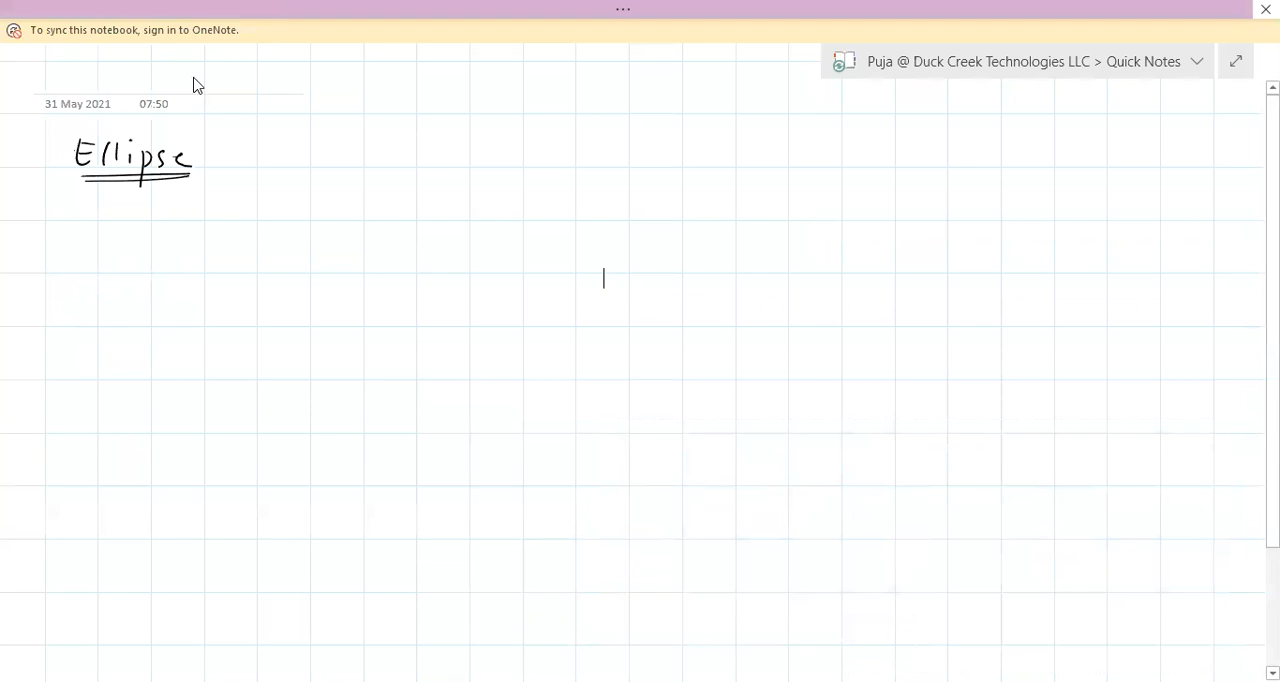 ...
To sync this notebook, sign in to OneNote.
Puja @ Duck Creek Technologies LLC > Quick Notes
31 May 2021 07:50
Ellipse